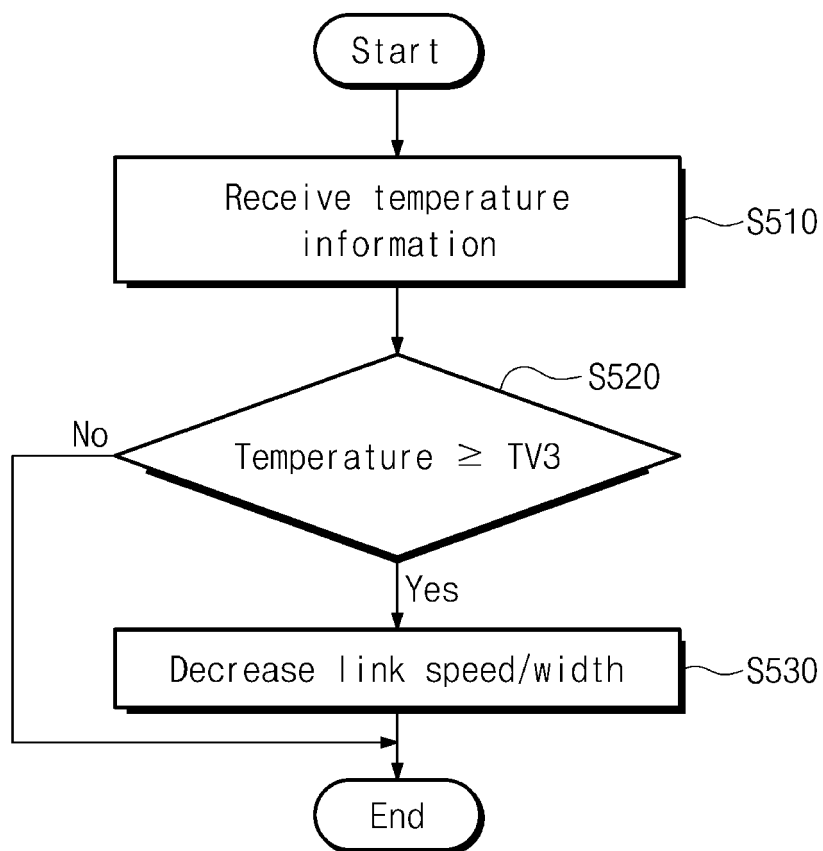 Start
Receive temperature
information
S510
S520
No
Temperature ≧ TV3
Yes
Decrease link speed/width
S530
End